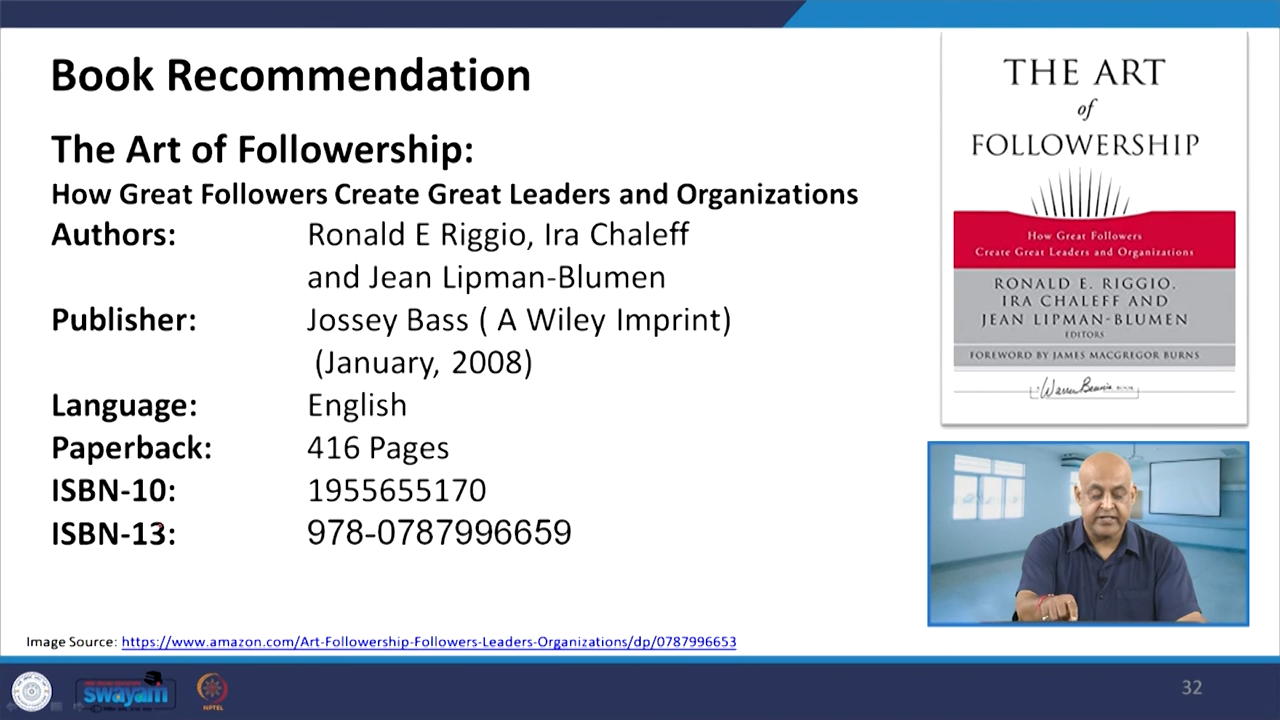 Book Recommendation
The Art of Followership:
How Great Followers Create Great Leaders and Organizations
Authors: Ronald E Riggio, Ira Chaleff
and Jean Lipman-Blumen
Publisher: Jossey Bass ( A Wiley Imprint)
(January, 2008)
Language: English
Paperback: 416 Pages
ISBN-10: 1955655170
ISBN-13: 978-0787996659
Image Source: https://www.amazon.com/Art-Followership-Followers-Leaders-Organizations/dp/0787996653
THE ART
of
FOLLOWERSHIP
How Great Followers
Create Great Leaders and Organizations
RONALD E. RIGGIO,
IRA CHALEFF AND
JEAN LIPMAN-BLUMEN
EDITORS
FOREWORD BY JAMES MACGREGOR BURNS
Warren Bennis
swayam
NPTEL
32